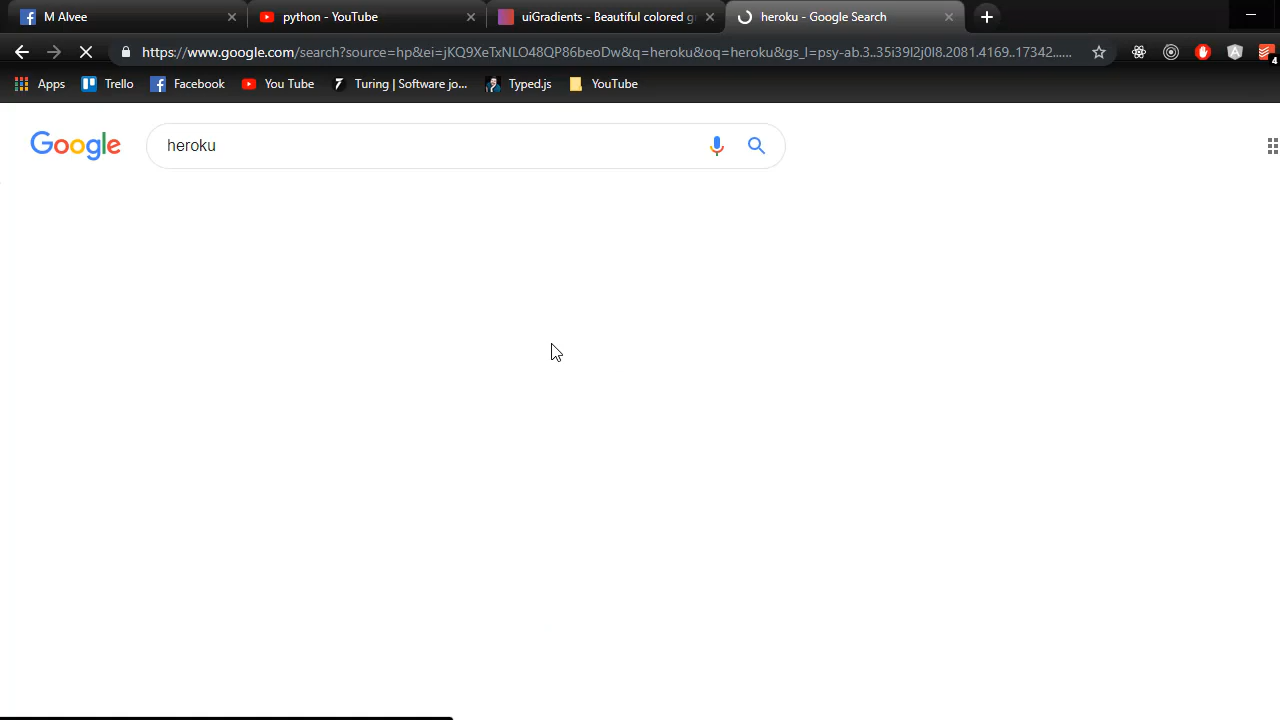 M Alvee
python - YouTube
uiGradients - Beautiful colored g
heroku - Google Search
https://www.google.com/search?source=hp&ei=jKQ9XeTxNLO48QP86beoDw&q=heroku&oq=heroku&gs_l=psy-ab.3..35i39l2j0l8.2081.4169..17342......
4
Apps
Trello
Facebook
You Tube
Turing | Software jo...
Typed.js
YouTube
Google
heroku